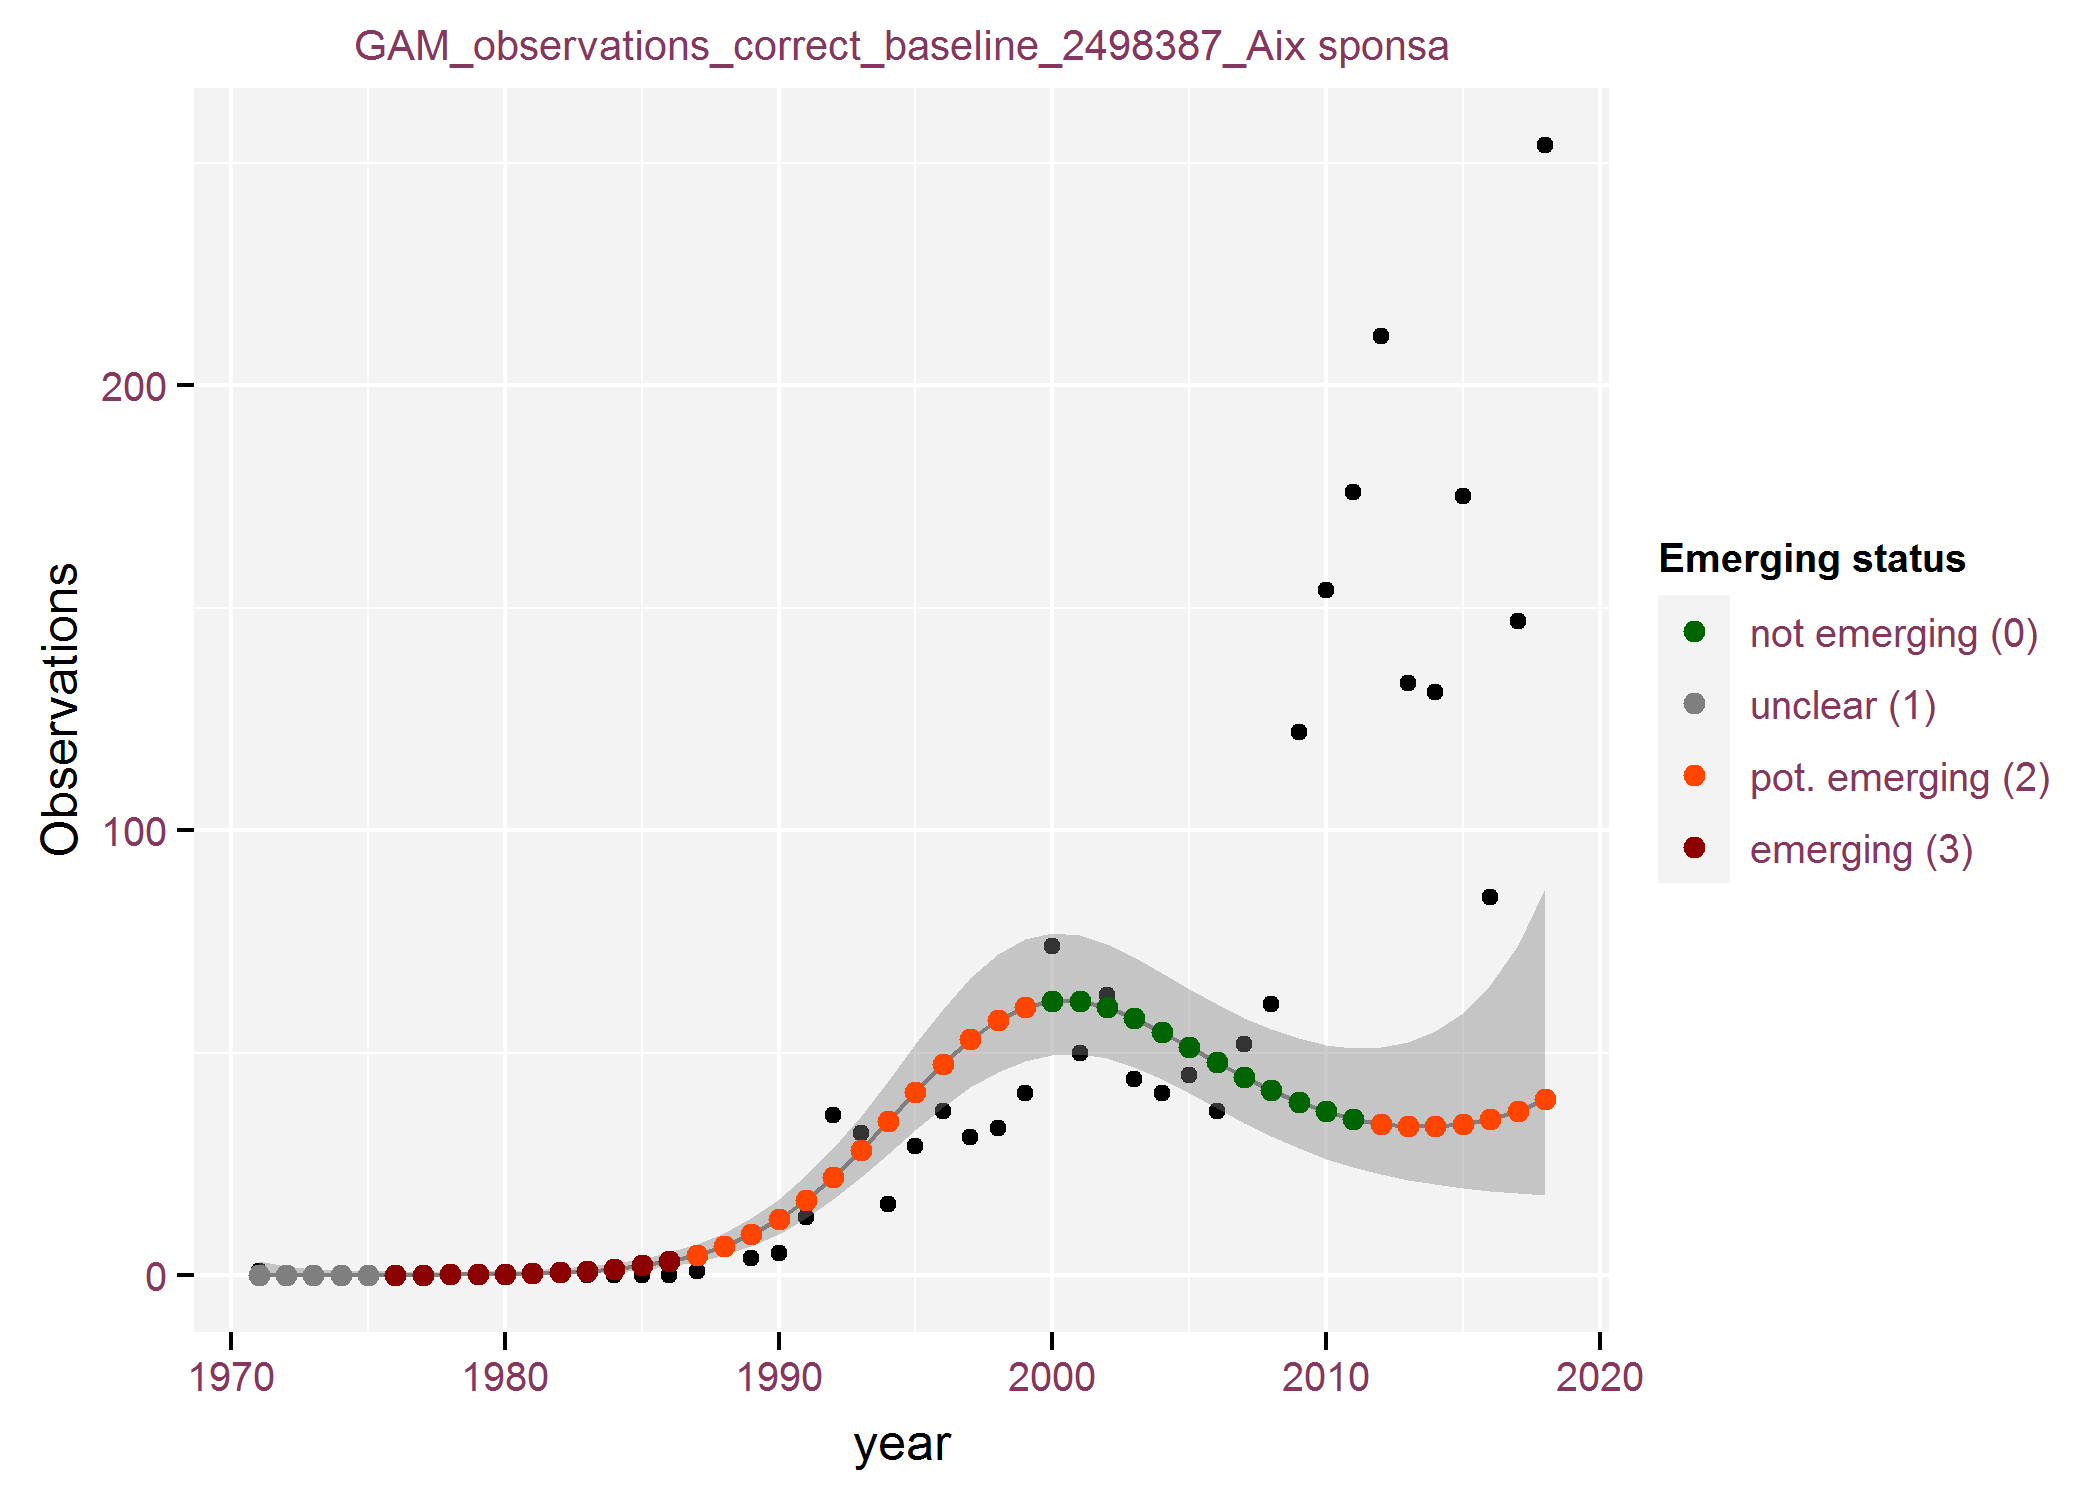 GAM_observations_correct_baseline_2498387_Aix sponsa
Observations
200
100
0
1970 1980 1990 2000 2010 2020
year
Emerging status
not emerging (0)
unclear (1)
pot. emerging (2)
emerging (3)